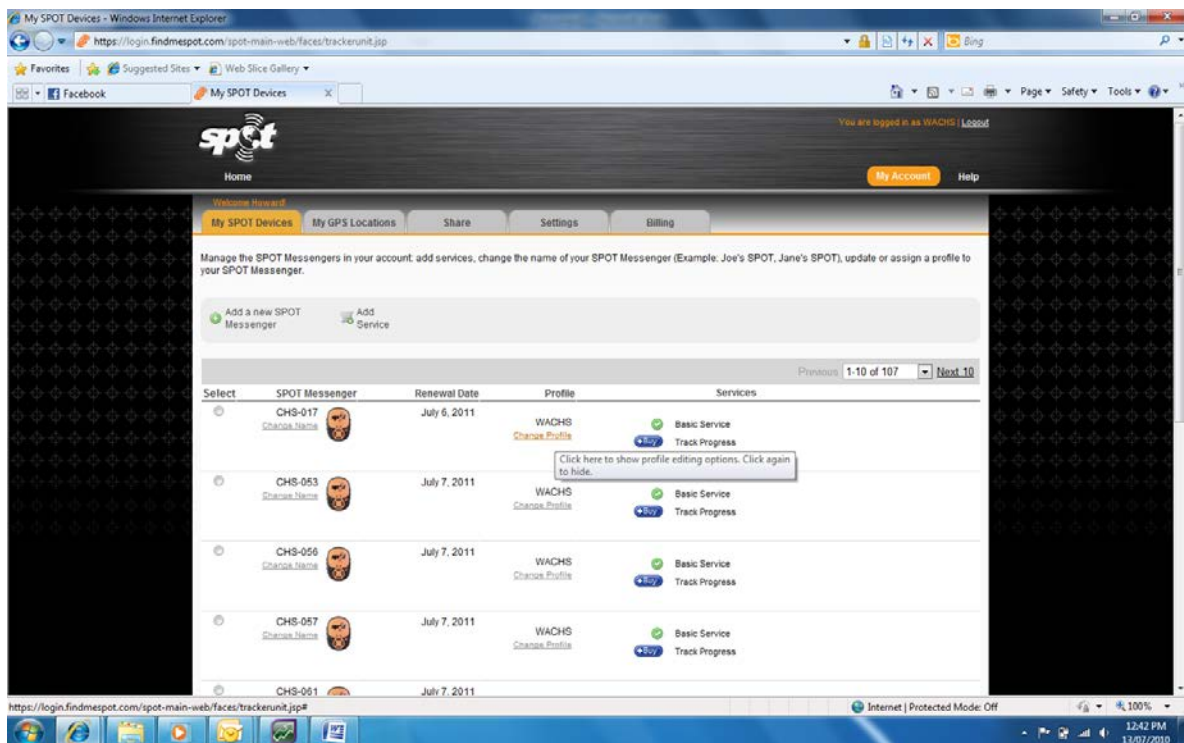 My SPOT Devices - Windows Internet Explorer
https://login.findmespot.com/spot-main-web/faces/trackerunit.jsp
Bing
Favorites Suggested Sites Web Slice Gallery
Facebook My SPOT Devices x Page Safety Tools
spot
You are logged in as WACHS | Logout
Home My Account Help
Welcome Howard!
My SPOT Devices My GPS Locations Share Settings Billing
Manage the SPOT Messengers in your account: add services, change the name of your SPOT Messenger (Example: Joe's SPOT, Jane's SPOT), update or assign a profile to
your SPOT Messenger.
Add a new SPOT Messenger
Add Service
Previous 1-10 of 107 Next 10
Select SPOT Messenger Renewal Date Profile Services
CHS-017 July 6, 2011
Change Name
WACHS Basic Service
Change Profile +Buy Track Progress
Click here to show profile editing options. Click again
to hide.
CHS-053 July 7, 2011
Change Name
WACHS Basic Service
Change Profile +Buy Track Progress
CHS-056 July 7, 2011
Change Name
WACHS Basic Service
Change Profile +Buy Track Progress
CHS-057 July 7, 2011
Change Name
WACHS Basic Service
Change Profile +Buy Track Progress
CHS-061 July 7, 2011
https://login.findmespot.com/spot-main-web/faces/trackerunit.jsp# Internet | Protected Mode: Off 100%
12:42 PM
13/07/2010